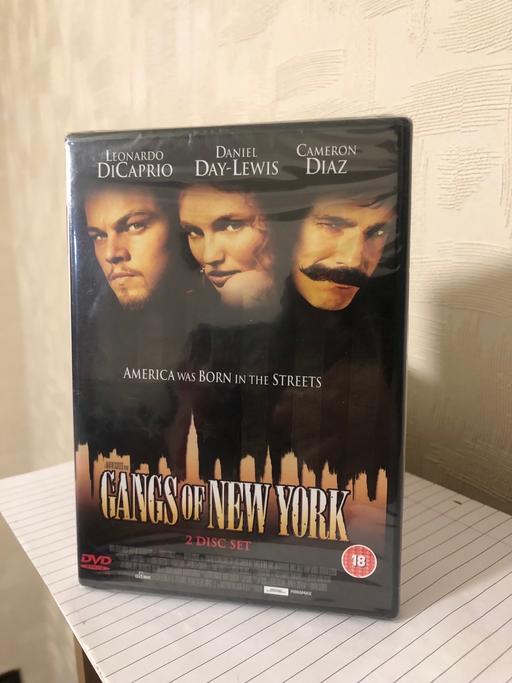 LEONARDO DICAPRIO
DANIEL DAY-LEWIS
CAMERON DIAZ
AMERICA WAS BORN IN THE STREETS
GANGS OF NEW YORK
2 DISC SET
DVD
18
MIRAMAX